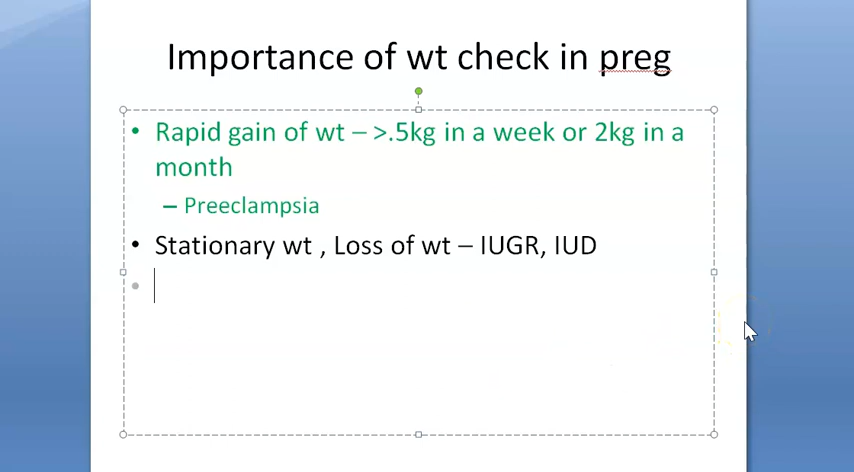 Importance of wt check in preg
• Rapid gain of wt – >.5kg in a week or 2kg in a
month
– Preeclampsia
• Stationary wt , Loss of wt – IUGR, IUD
•